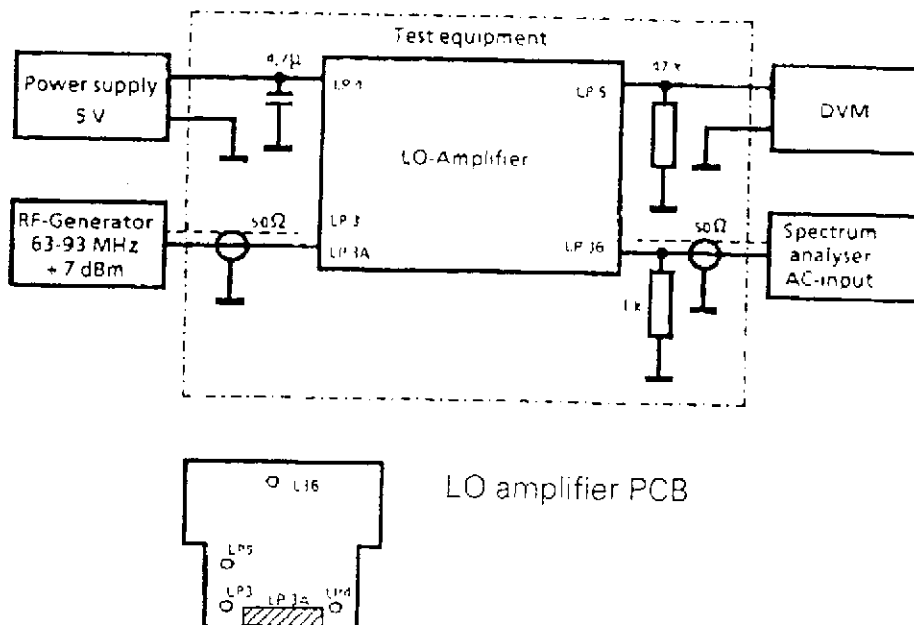 Test equipment
Power supply
5 V
4,7µ
LP 4
LP 5
47 k
DVM
LO-Amplifier
RF-Generator
63-93 MHz
+ 7 dBm
50Ω
LP 3
LP 3A
LP 36
50Ω
Spectrum
analyser
AC-input
1 k
LO amplifier PCB
L36
LP5
LP3
LP 3A
LP4